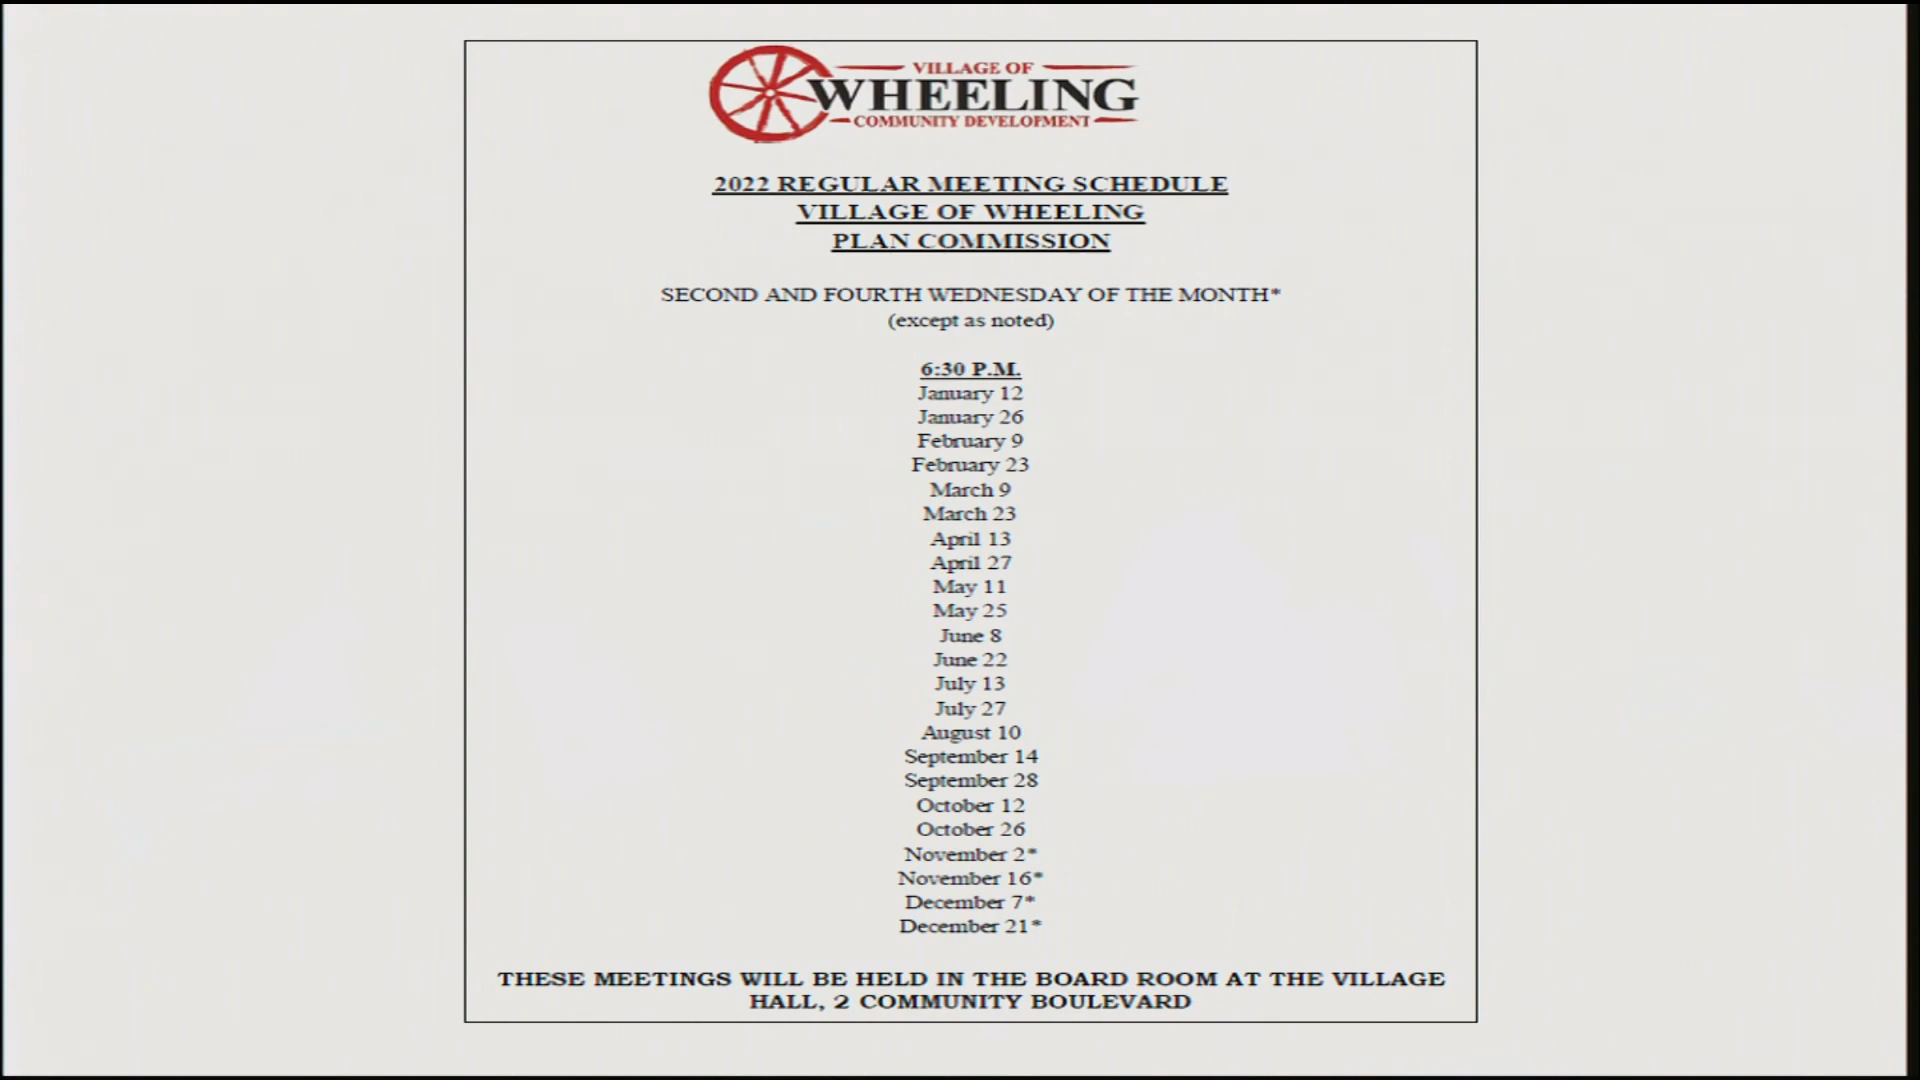 VILLAGE OF
WHEELING
COMMUNITY DEVELOPMENT
2022 REGULAR MEETING SCHEDULE
VILLAGE OF WHEELING
PLAN COMMISSION
SECOND AND FOURTH WEDNESDAY OF THE MONTH*
(except as noted)
6:30 P.M.
January 12
January 26
February 9
February 23
March 9
March 23
April 13
April 27
May 11
May 25
June 8
June 22
July 13
July 27
August 10
September 14
September 28
October 12
October 26
November 2*
November 16*
December 7*
December 21*
THESE MEETINGS WILL BE HELD IN THE BOARD ROOM AT THE VILLAGE
HALL, 2 COMMUNITY BOULEVARD